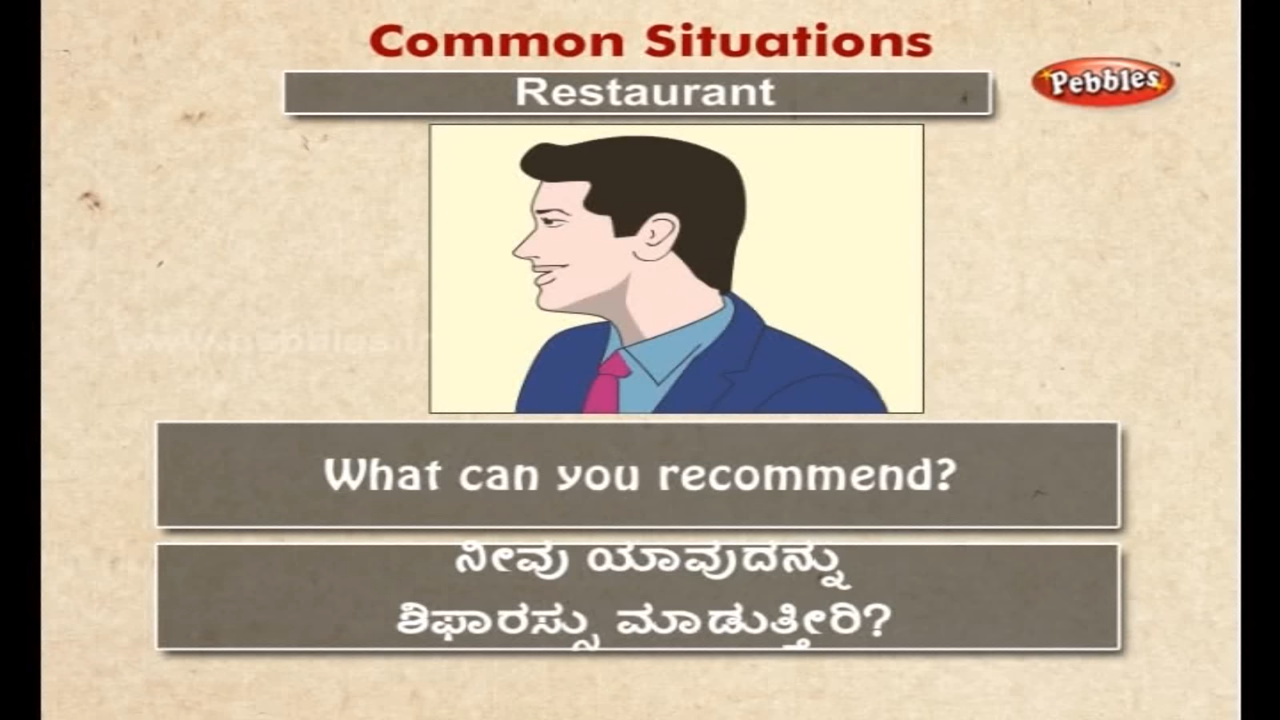 Common Situations
Restaurant
Pebbles
What can you recommend?
ನೀವು ಯಾವುದನ್ನು
ಶಿಫಾರಸ್ಸು ಮಾಡುತ್ತೀರಿ?